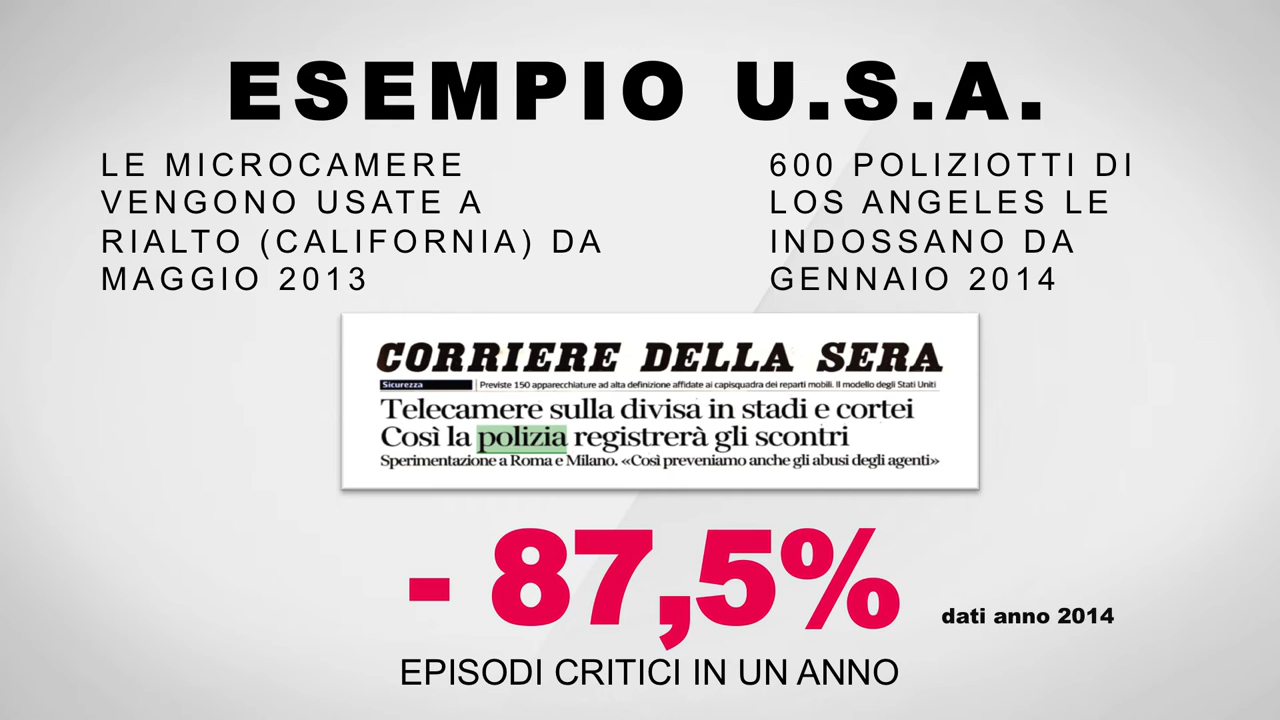 ESEMPIO U.S.A.
LE MICROCAMERE
VENGONO USATE A
RIALTO (CALIFORNIA) DA
MAGGIO 2013
600 POLIZIOTTI DI
LOS ANGELES LE
INDOSSANO DA
GENNAIO 2014
CORRIERE DELLA SERA
Sicurezza | Previste 150 apparecchiature ad alta definizione affidate ai capisquadra dei reparti mobili. Il modello degli Stati Uniti
Telecamere sulla divisa in stadi e cortei
Così la polizia registrerà gli scontri
Sperimentazione a Roma e Milano. «Così preveniamo anche gli abusi degli agenti»
- 87,5%
dati anno 2014
EPISODI CRITICI IN UN ANNO